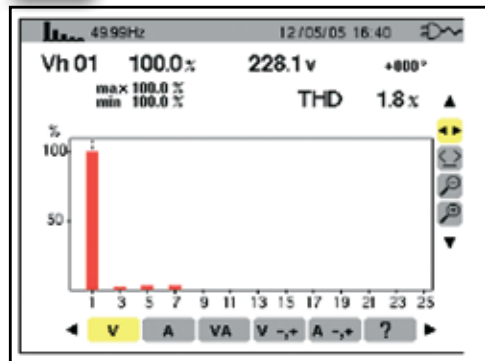 49.99Hz 12/05/05 16:40
Vh 01 100.0% 228.1 v +000°
max 100.0 %
min 100.0 %
THD 1.8%
%
100
50
1 3 5 7 9 11 13 15 17 19 21 23 25
V A VA V -,+ A -,+ ?